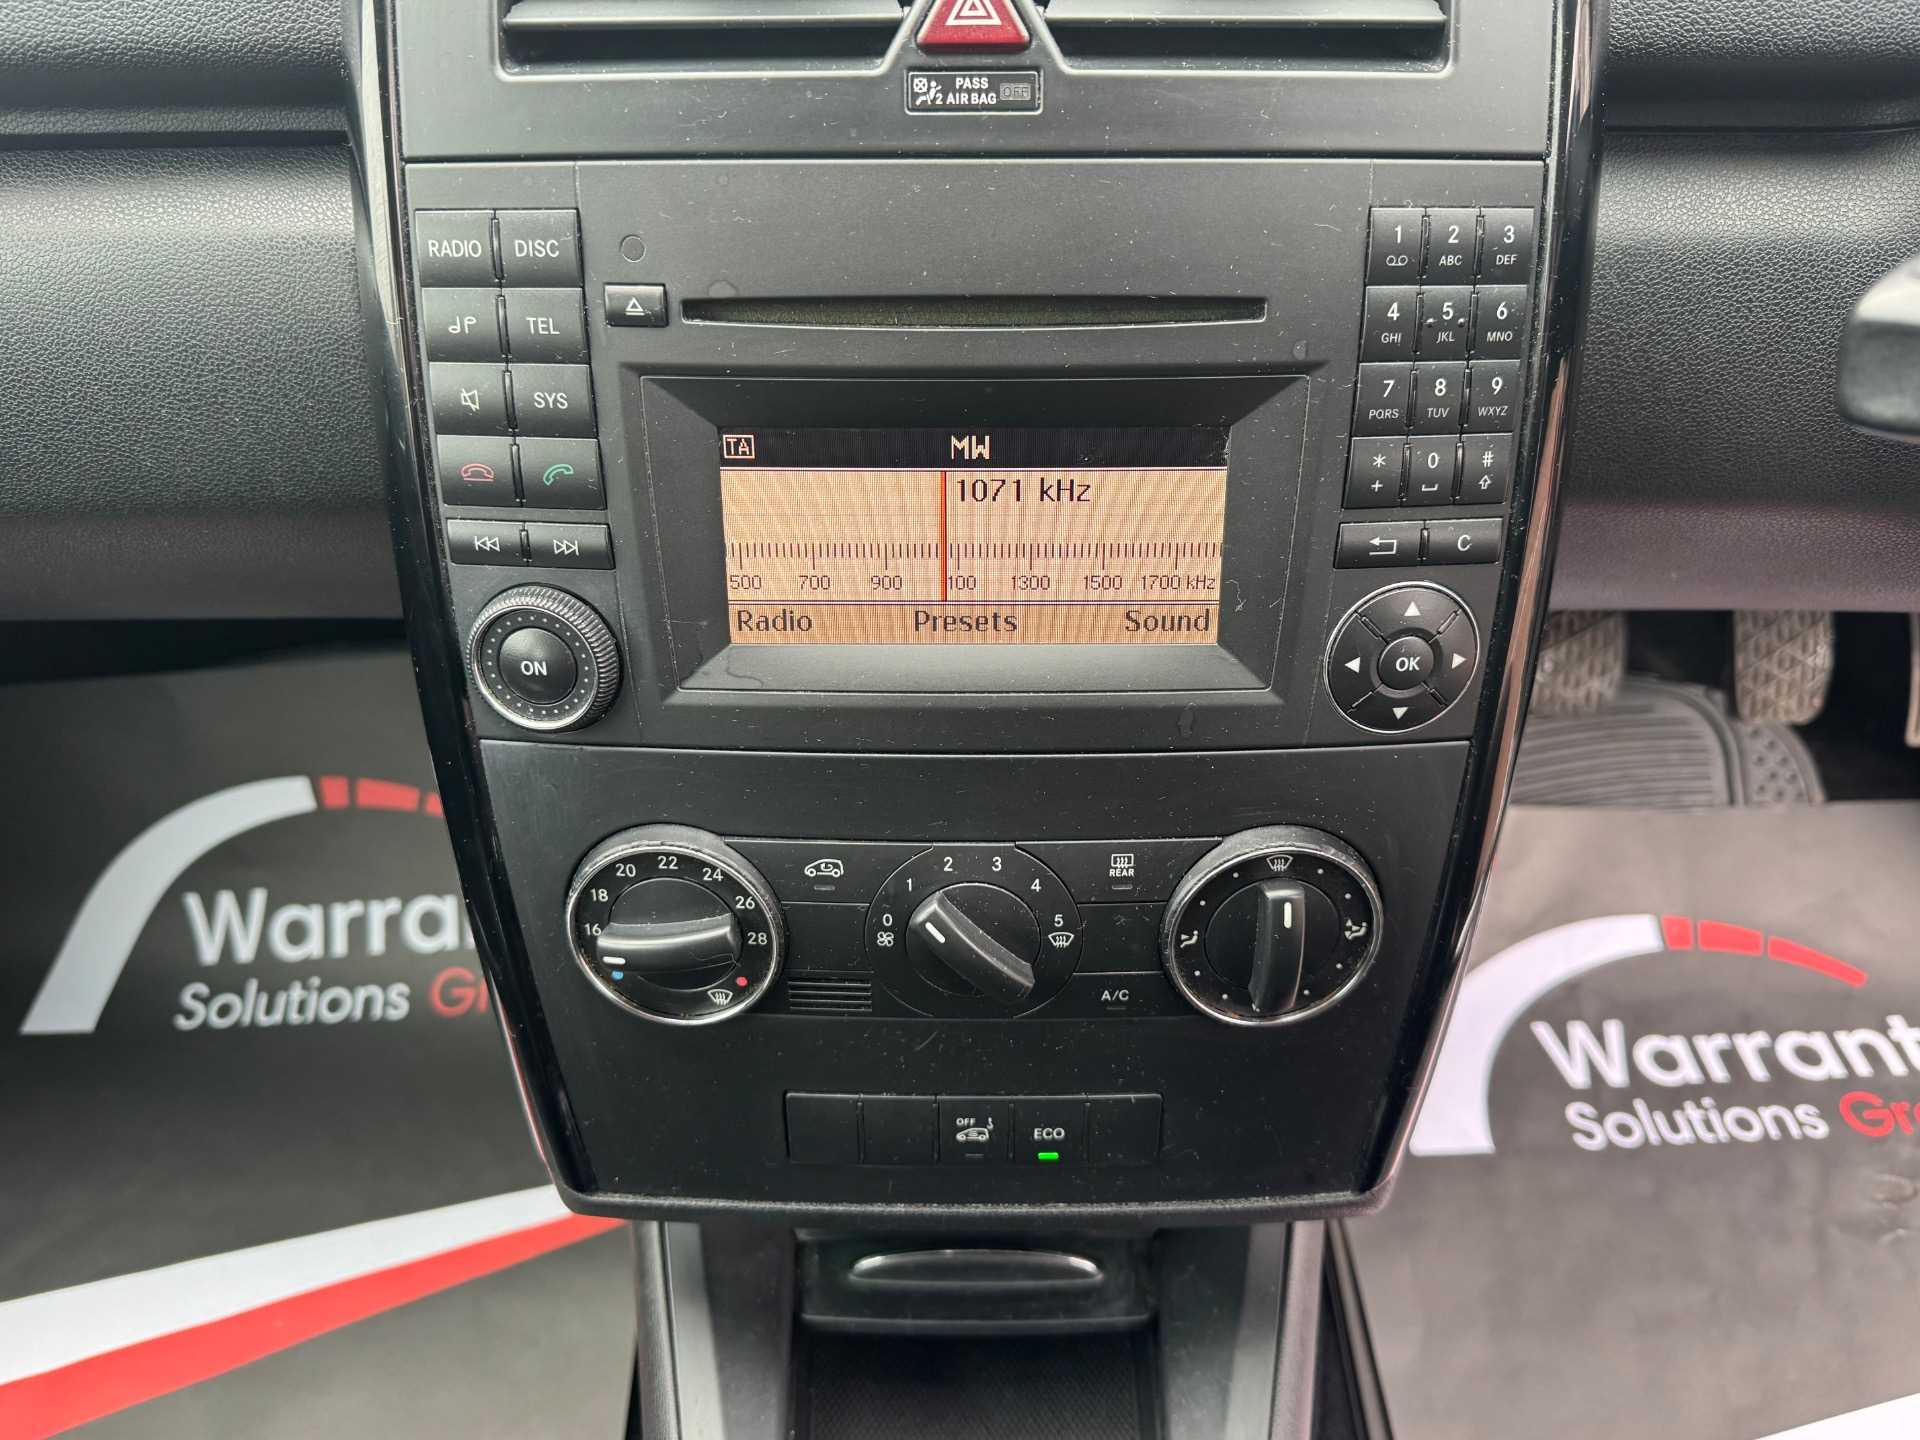 PASS
2 AIR BAG OFF
RADIO DISC
TEL
SYS
ON
1 2 3
ABC DEF
4 5 6
GHI JKL MNO
7 8 9
PQRS TUV WXYZ
* 0 #
+
C
OK
TA MW
1071 kHz
500 700 900 100 1300 1500 1700 kHz
Radio Presets Sound
16 18 20 22 24 26 28
0 1 2 3 4 5
REAR
A/C
OFF
ECO
Warran
Solutions Gr
Warrant
Solutions Gr